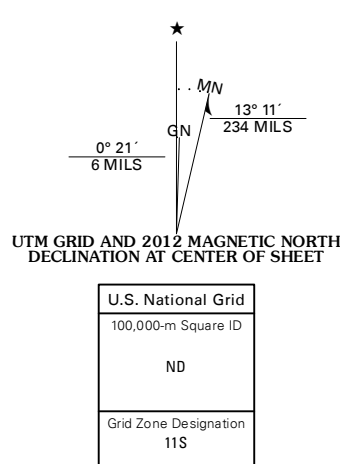 ★
MN
GN
13° 11´
234 MILS
0° 21´
6 MILS
UTM GRID AND 2012 MAGNETIC NORTH
DECLINATION AT CENTER OF SHEET
U.S. National Grid
100,000-m Square ID
ND
Grid Zone Designation
11S